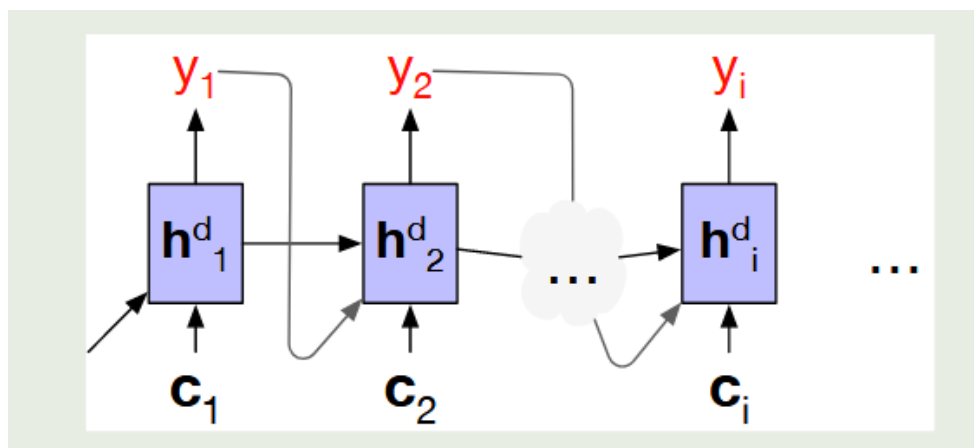 y₁ y₂ yᵢ
hᵈ₁ hᵈ₂ ... hᵈᵢ ...
c₁ c₂ cᵢ